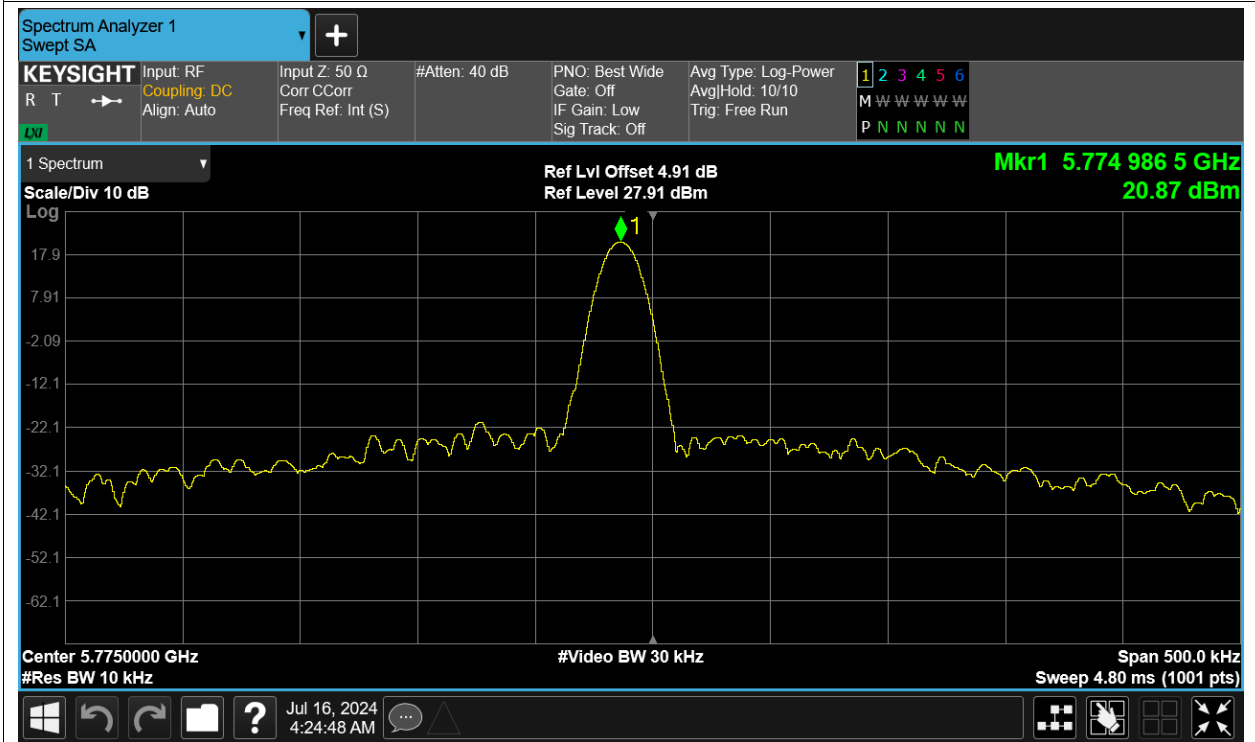 Spectrum Analyzer 1
Swept SA
+
KEYSIGHT
R T
LXI
Input: RF
Coupling: DC
Align: Auto
Input Z: 50 Ω
Corr CCorr
Freq Ref: Int (S)
#Atten: 40 dB
PNO: Best Wide
Gate: Off
IF Gain: Low
Sig Track: Off
Avg Type: Log-Power
Avg|Hold: 10/10
Trig: Free Run
1 2 3 4 5 6
M W W W W W
P N N N N N
1 Spectrum
Scale/Div 10 dB
Log
Ref Lvl Offset 4.91 dB
Ref Level 27.91 dBm
Mkr1 5.774 986 5 GHz
20.87 dBm
1
17.9
7.91
-2.09
-12.1
-22.1
-32.1
-42.1
-52.1
-62.1
Center 5.7750000 GHz
#Res BW 10 kHz
#Video BW 30 kHz
Span 500.0 kHz
Sweep 4.80 ms (1001 pts)
?
Jul 16, 2024
4:24:48 AM